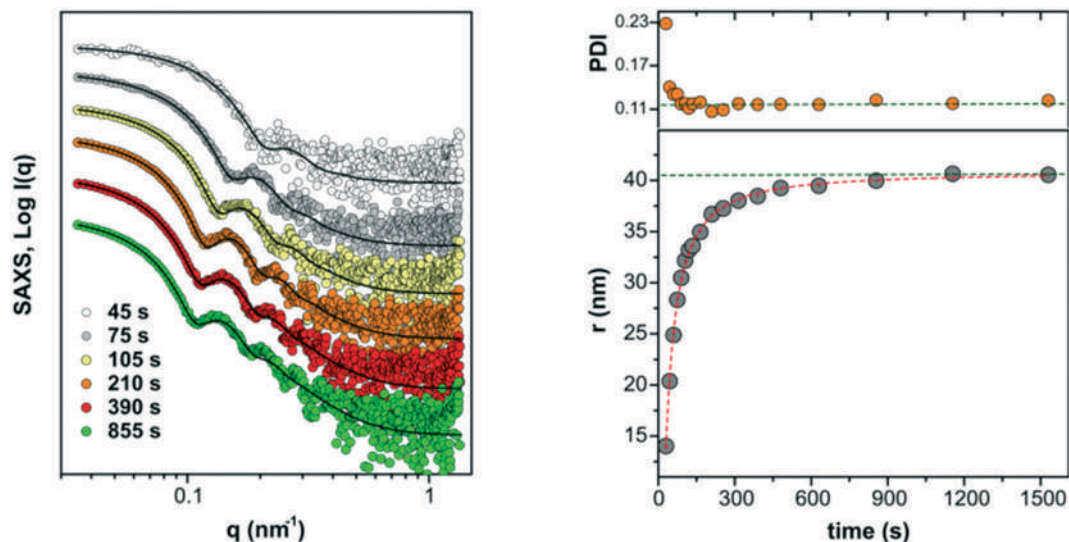 SAXS, Log I(q)
45 s
75 s
105 s
210 s
390 s
855 s
0.1 1
q (nm⁻¹)
PDI
0.23
0.17
0.11
r (nm)
40
35
30
25
20
15
0 300 600 900 1200 1500
time (s)